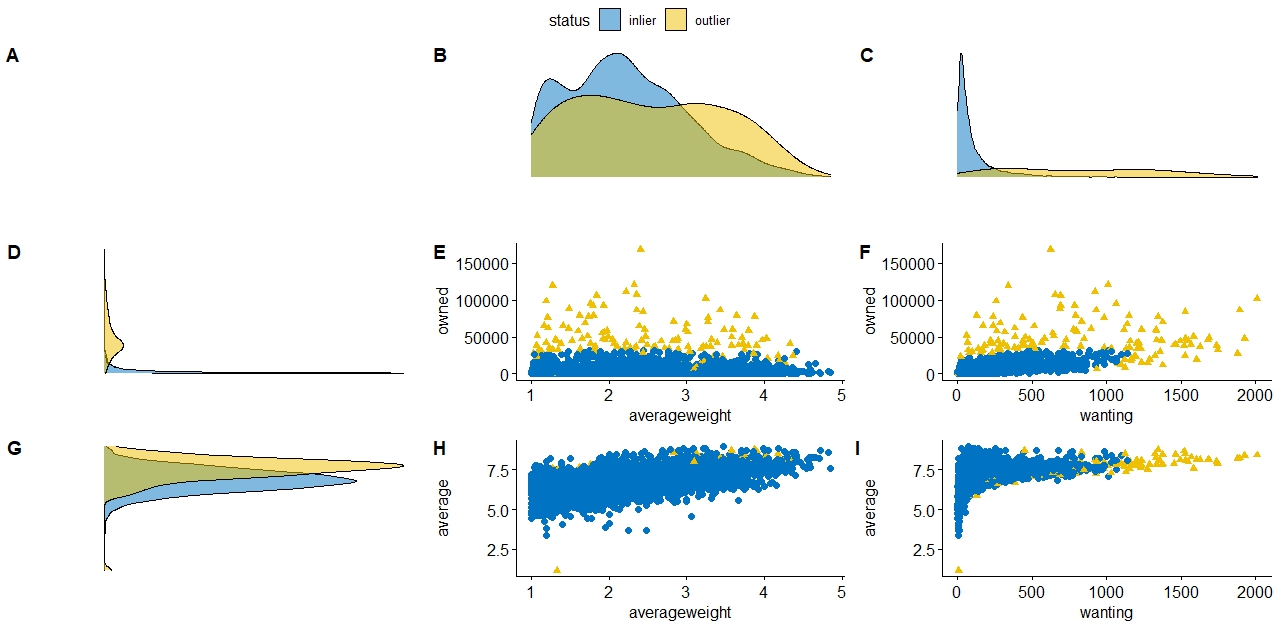 status inlier outlier
A B C
D E F
150000 150000
100000 100000
50000 50000
0 0
owned owned
1 2 3 4 5 0 500 1000 1500 2000
averageweight wanting
G H I
7.5 7.5
5.0 5.0
2.5 2.5
average average
1 2 3 4 5 0 500 1000 1500 2000
averageweight wanting